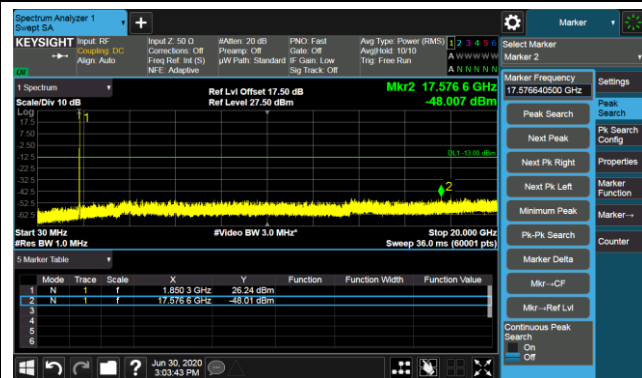 Spectrum Analyzer 1
Swept SA
+
Marker
KEYSIGHT
Input: RF
Coupling: DC
Align: Auto
Input Z: 50 Ω
Corrections: Off
Freq Ref: Int (S)
NFE: Adaptive
#Atten: 20 dB
Preamp: Off
µW Path: Standard
PNO: Fast
Gate: Off
IF Gain: Low
Sig Track: Off
Avg Type: Power (RMS)
Avg|Hold: 10/10
Trig: Free Run
1 2 3 4 5 6
A W W W W W
A N N N N N
LM
Select Marker
Marker 2
1 Spectrum
Scale/Div 10 dB
Ref Lvl Offset 17.50 dB
Ref Level 27.50 dBm
Mkr2 17.576 6 GHz
-48.007 dBm
Log
17.5
7.50
-2.50
-12.5
-22.5
-32.5
-42.5
-52.5
-62.5
1
DL1 -13.00 dBm
2
Start 30 MHz
#Res BW 1.0 MHz
#Video BW 3.0 MHz*
Stop 20.000 GHz
Sweep 36.0 ms (60001 pts)
5 Marker Table
Mode Trace Scale X Y Function Function Width Function Value
1 N 1 f 1.850 3 GHz 26.24 dBm
2 N 1 f 17.576 6 GHz -48.01 dBm
3
4
5
6
Marker Frequency
17.576640500 GHz
Peak Search
Next Peak
Next Pk Right
Next Pk Left
Minimum Peak
Pk-Pk Search
Marker Delta
Mkr→CF
Mkr→Ref Lvl
Continuous Peak
Search
On
Off
Settings
Peak
Search
Pk Search
Config
Properties
Marker
Function
Marker→
Counter
?
Jun 30, 2020
3:03:43 PM